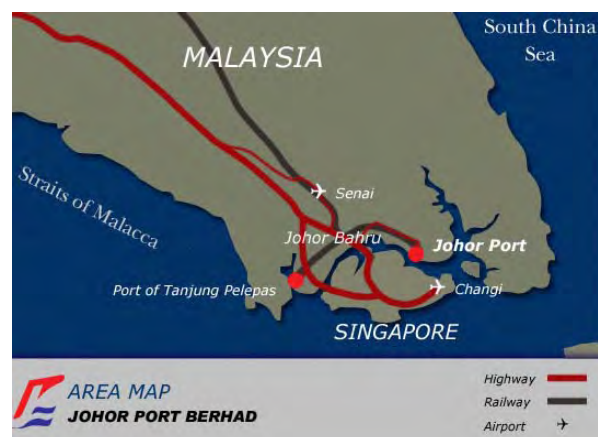 South China
Sea
MALAYSIA
Straits of Malacca
Senai
Johor Bahru
Johor Port
Port of Tanjung Pelepas
Changi
SINGAPORE
AREA MAP
JOHOR PORT BERHAD
Highway
Railway
Airport